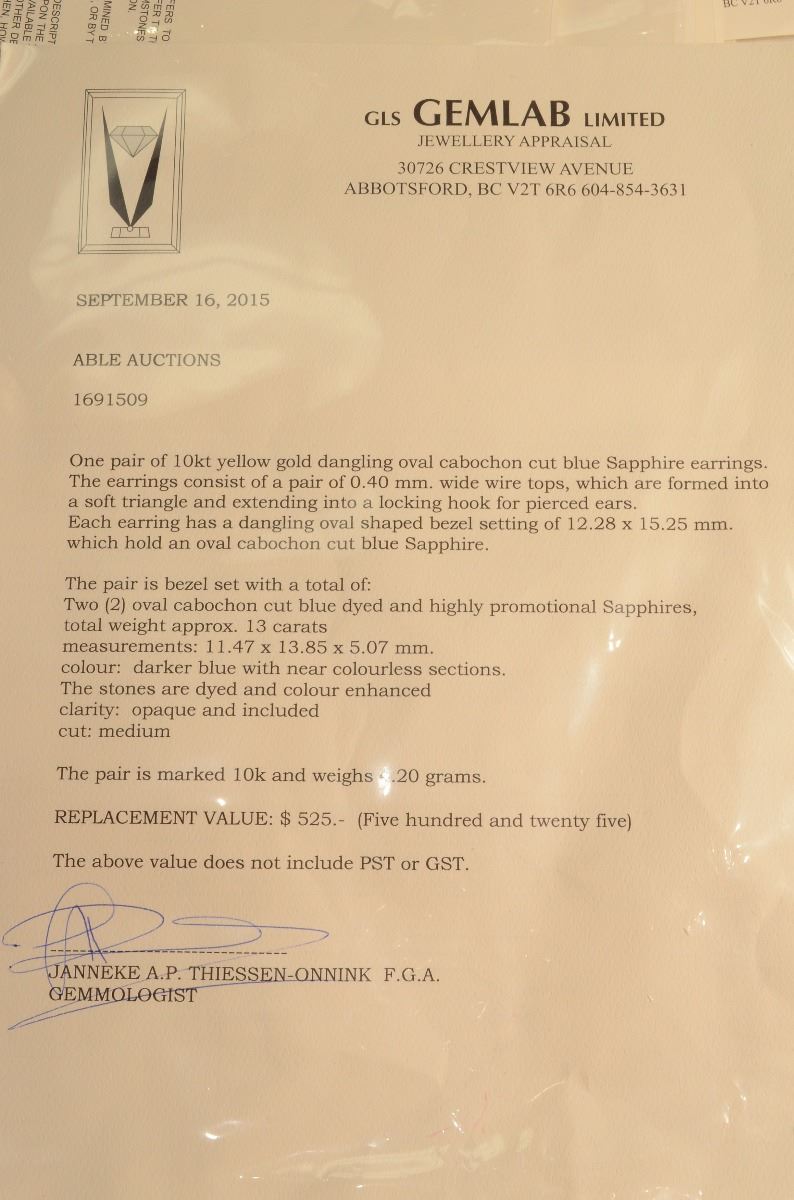 GLS GEMLAB LIMITED
JEWELLERY APPRAISAL
30726 CRESTVIEW AVENUE
ABBOTSFORD, BC V2T 6R6 604-854-3631
SEPTEMBER 16, 2015
ABLE AUCTIONS
1691509
One pair of 10kt yellow gold dangling oval cabochon cut blue Sapphire earrings.
The earrings consist of a pair of 0.40 mm. wide wire tops, which are formed into
a soft triangle and extending into a locking hook for pierced ears.
Each earring has a dangling oval shaped bezel setting of 12.28 x 15.25 mm.
which hold an oval cabochon cut blue Sapphire.
The pair is bezel set with a total of:
Two (2) oval cabochon cut blue dyed and highly promotional Sapphires,
total weight approx. 13 carats
measurements: 11.47 x 13.85 x 5.07 mm.
colour: darker blue with near colourless sections.
The stones are dyed and colour enhanced
clarity: opaque and included
cut: medium
The pair is marked 10k and weighs .20 grams.
REPLACEMENT VALUE: $ 525.- (Five hundred and twenty five)
The above value does not include PST or GST.
JANNEKE A.P. THIESSEN-ONNINK F.G.A.
GEMMOLOGIST